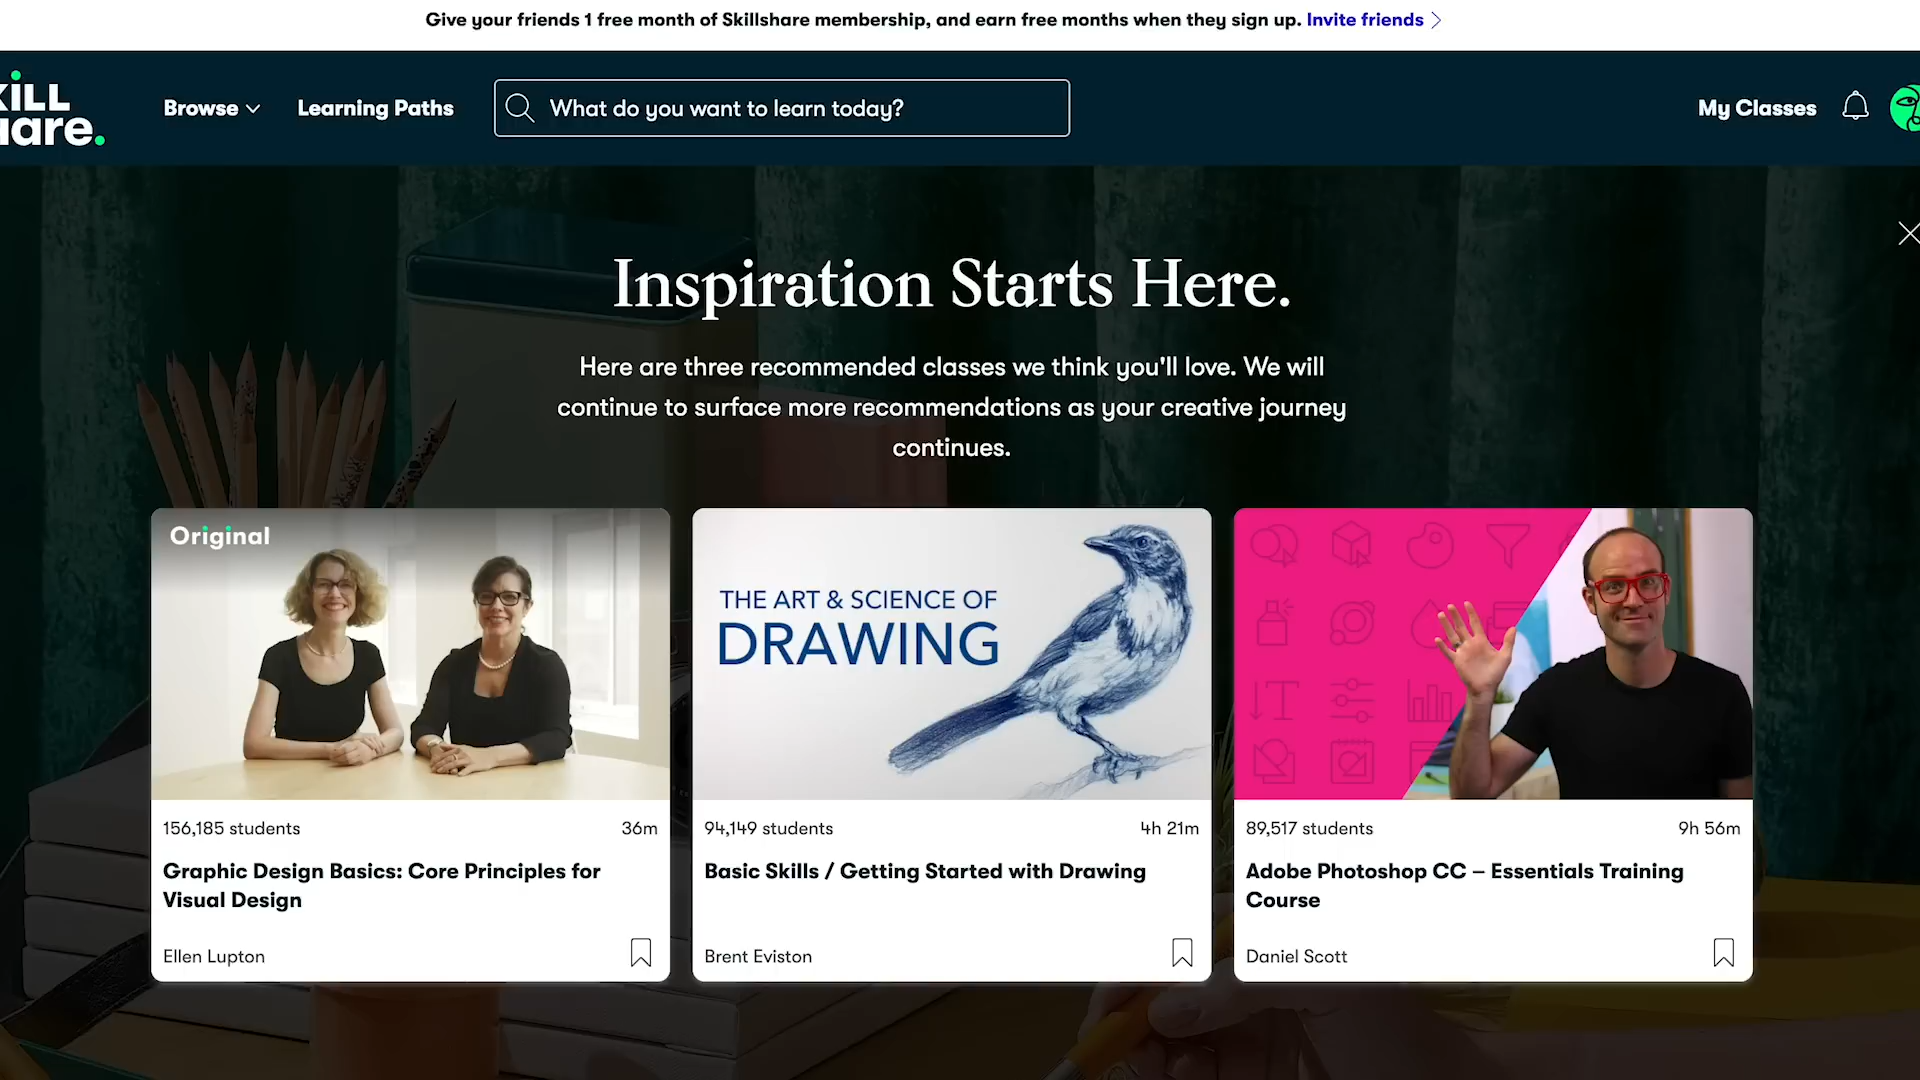 Give your friends 1 free month of Skillshare membership, and earn free months when they sign up. Invite friends
Browse
Learning Paths
What do you want to learn today?
My Classes
Inspiration Starts Here.
Here are three recommended classes we think you'll love. We will
continue to surface more recommendations as your creative journey
continues.
Original
156,185 students
36m
Graphic Design Basics: Core Principles for
Visual Design
Ellen Lupton
THE ART & SCIENCE OF
DRAWING
94,149 students
4h 21m
Basic Skills / Getting Started with Drawing
Brent Eviston
89,517 students
9h 56m
Adobe Photoshop CC – Essentials Training
Course
Daniel Scott